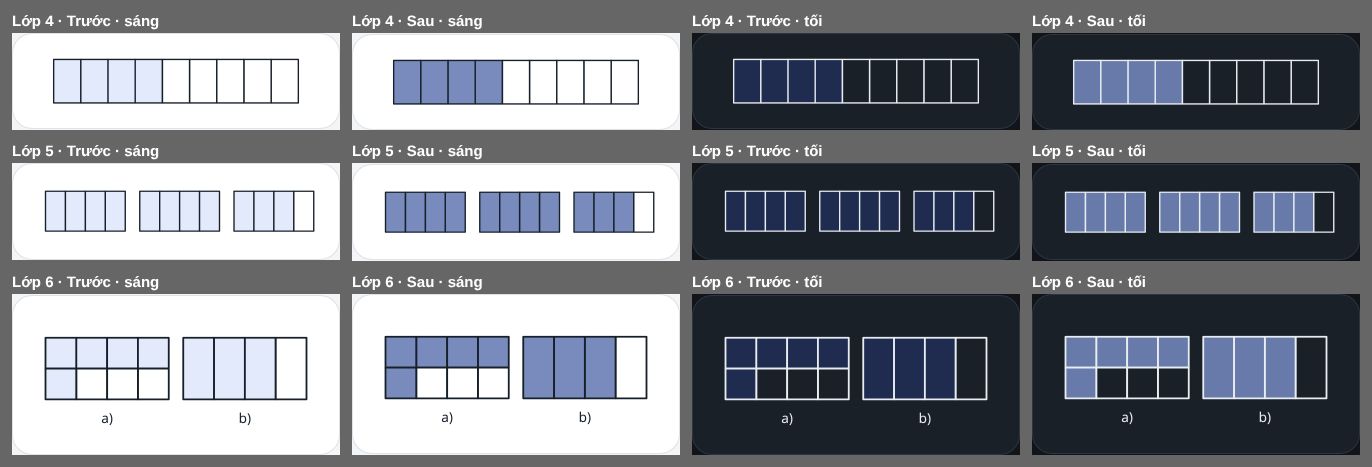 Lớp 4 · Trước · sáng
Lớp 4 · Sau · sáng
Lớp 4 · Trước · tối
Lớp 4 · Sau · tối
Lớp 5 · Trước · sáng
Lớp 5 · Sau · sáng
Lớp 5 · Trước · tối
Lớp 5 · Sau · tối
Lớp 6 · Trước · sáng
Lớp 6 · Sau · sáng
Lớp 6 · Trước · tối
Lớp 6 · Sau · tối
a) b)
a) b)
a) b)
a) b)